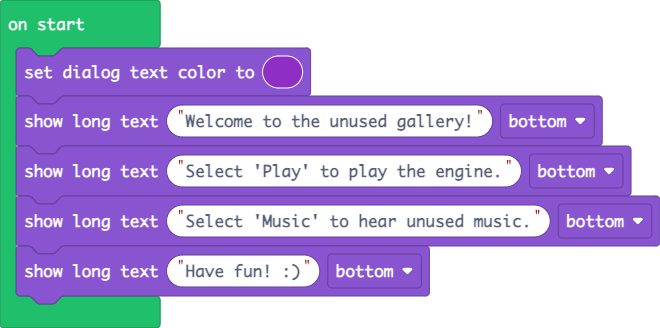 on start
set dialog text color to
show long text "Welcome to the unused gallery!" bottom
show long text "Select 'Play' to play the engine." bottom
show long text "Select 'Music' to hear unused music." bottom
show long text "Have fun! :)" bottom